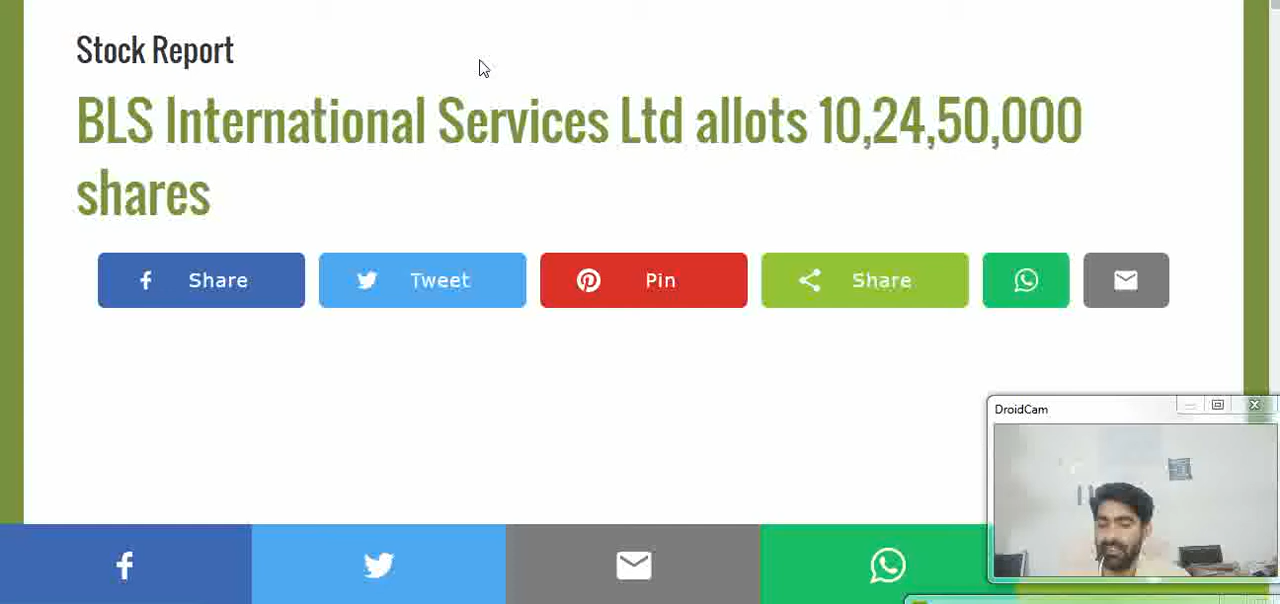 Stock Report
BLS International Services Ltd allots 10,24,50,000
shares
Share Tweet Pin Share
DroidCam